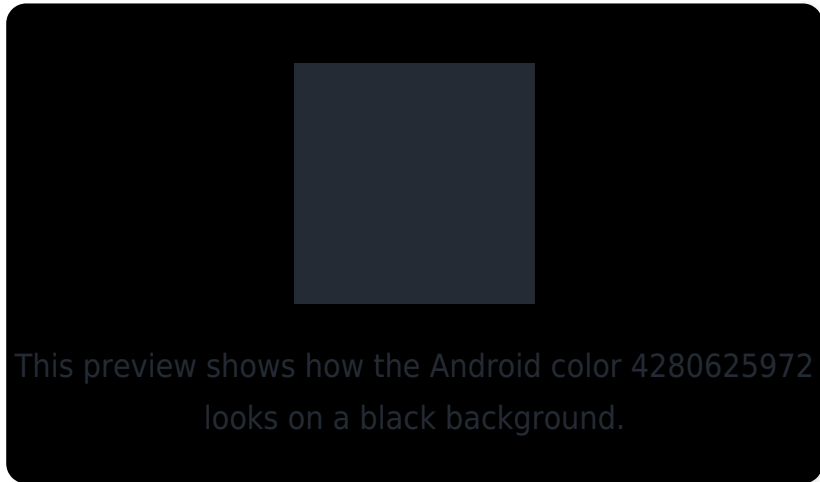 This preview shows how the Android color 4280625972
looks on a black background.